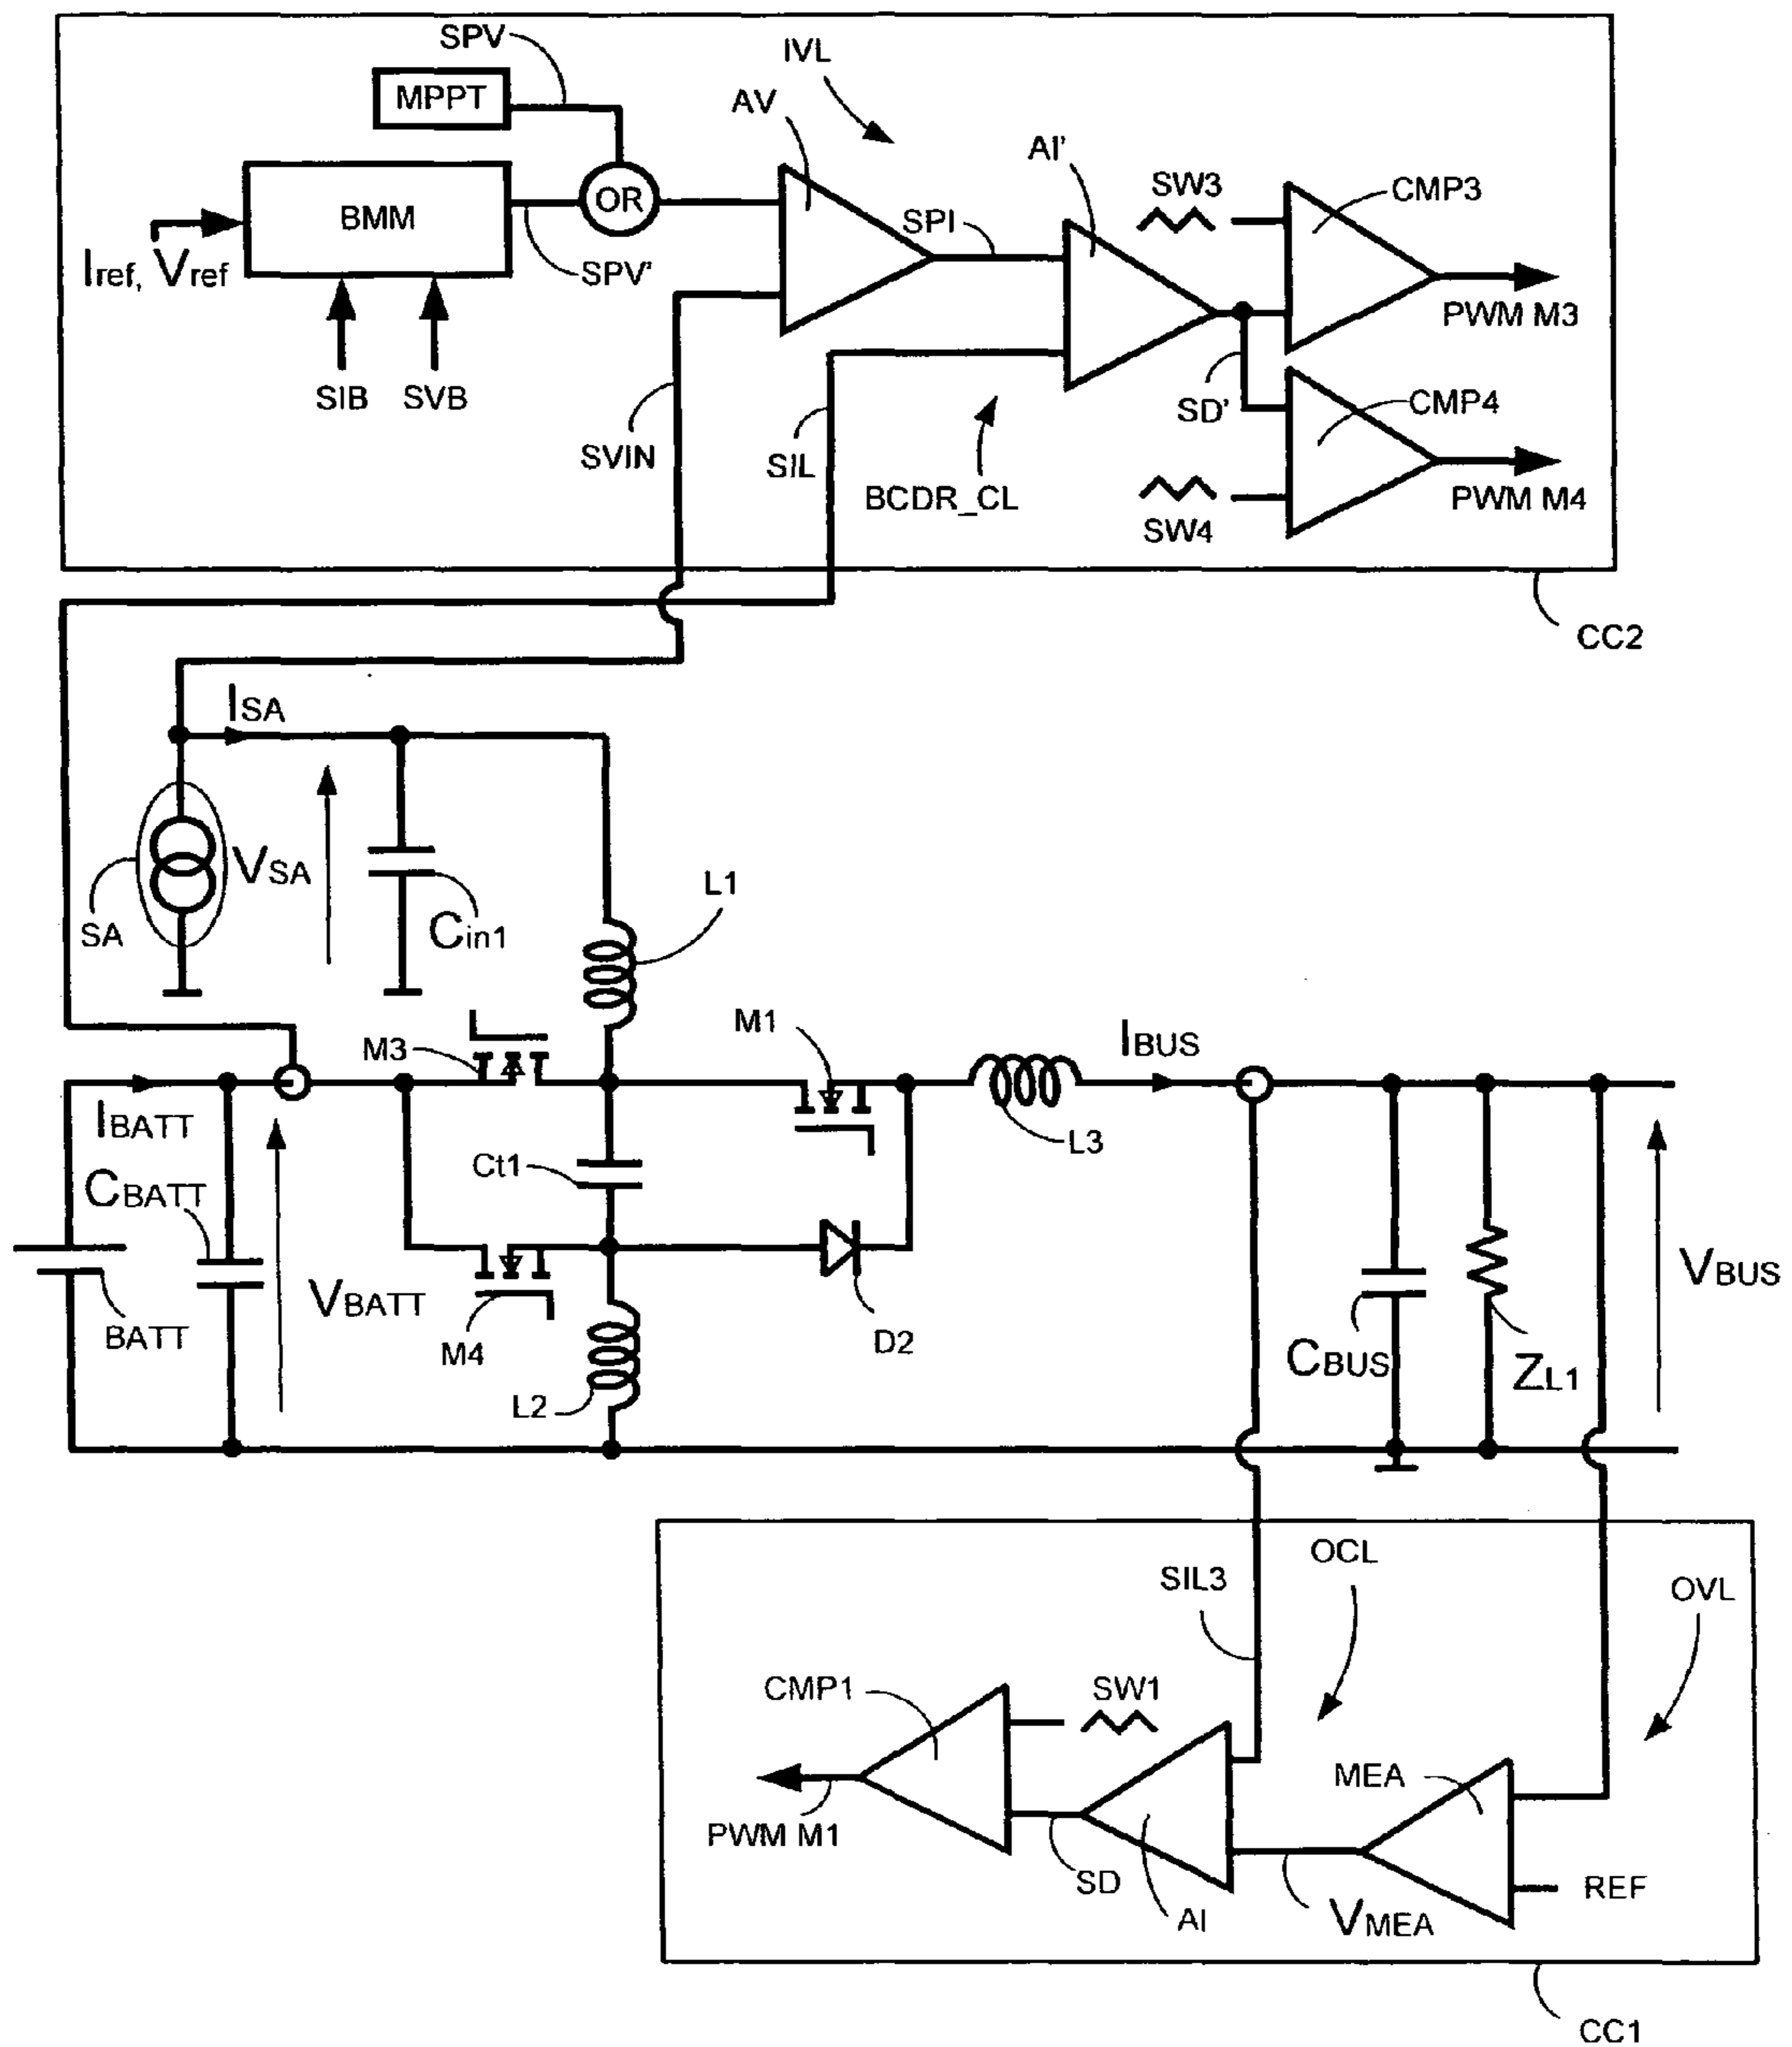 SPV
IVL
MPPT
AV
AI'
SW3
CMP3
OR
BMM
SPI
Iref, Vref
SPV'
PWM M3
SIB
SVB
SD'
CMP4
SVIN
SIL
BCDR_CL
PWM M4
SW4
CC2
ISA
VSA
L1
SA
Cin1
M3
M1
IBUS
IBATT
L3
Ct1
CBATT
VBATT
VBUS
BATT
M4
D2
CBUS
ZL1
L2
OCL
SIL3
OVL
CMP1
SW1
MEA
PWM M1
SD
REF
AI
VMEA
CC1